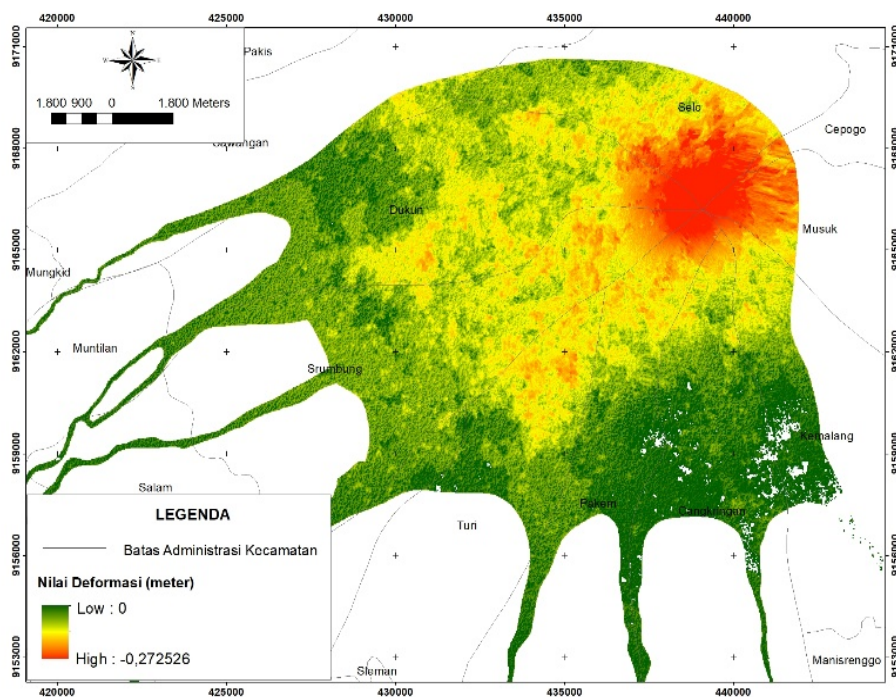 420000 425000 430000 435000 440000
9171000 9171000
N
W E
S
Pakis
1.800 900 0 1.800 Meters
Selo
Cepogo
9168000 9168000
Sawangan
Dukun
Musuk
9165000 9165000
Mungkid
Muntilan
9162000 9162000
Srumbung
Kemalang
9159000 9159000
Salam
Pakem
Cangkringan
Turi
LEGENDA
Batas Administrasi Kecamatan
9156000 9156000
Nilai Deformasi (meter)
Low : 0
High : -0,272526
9153000 9153000
Sleman
Manisrenggo
420000 425000 430000 435000 440000